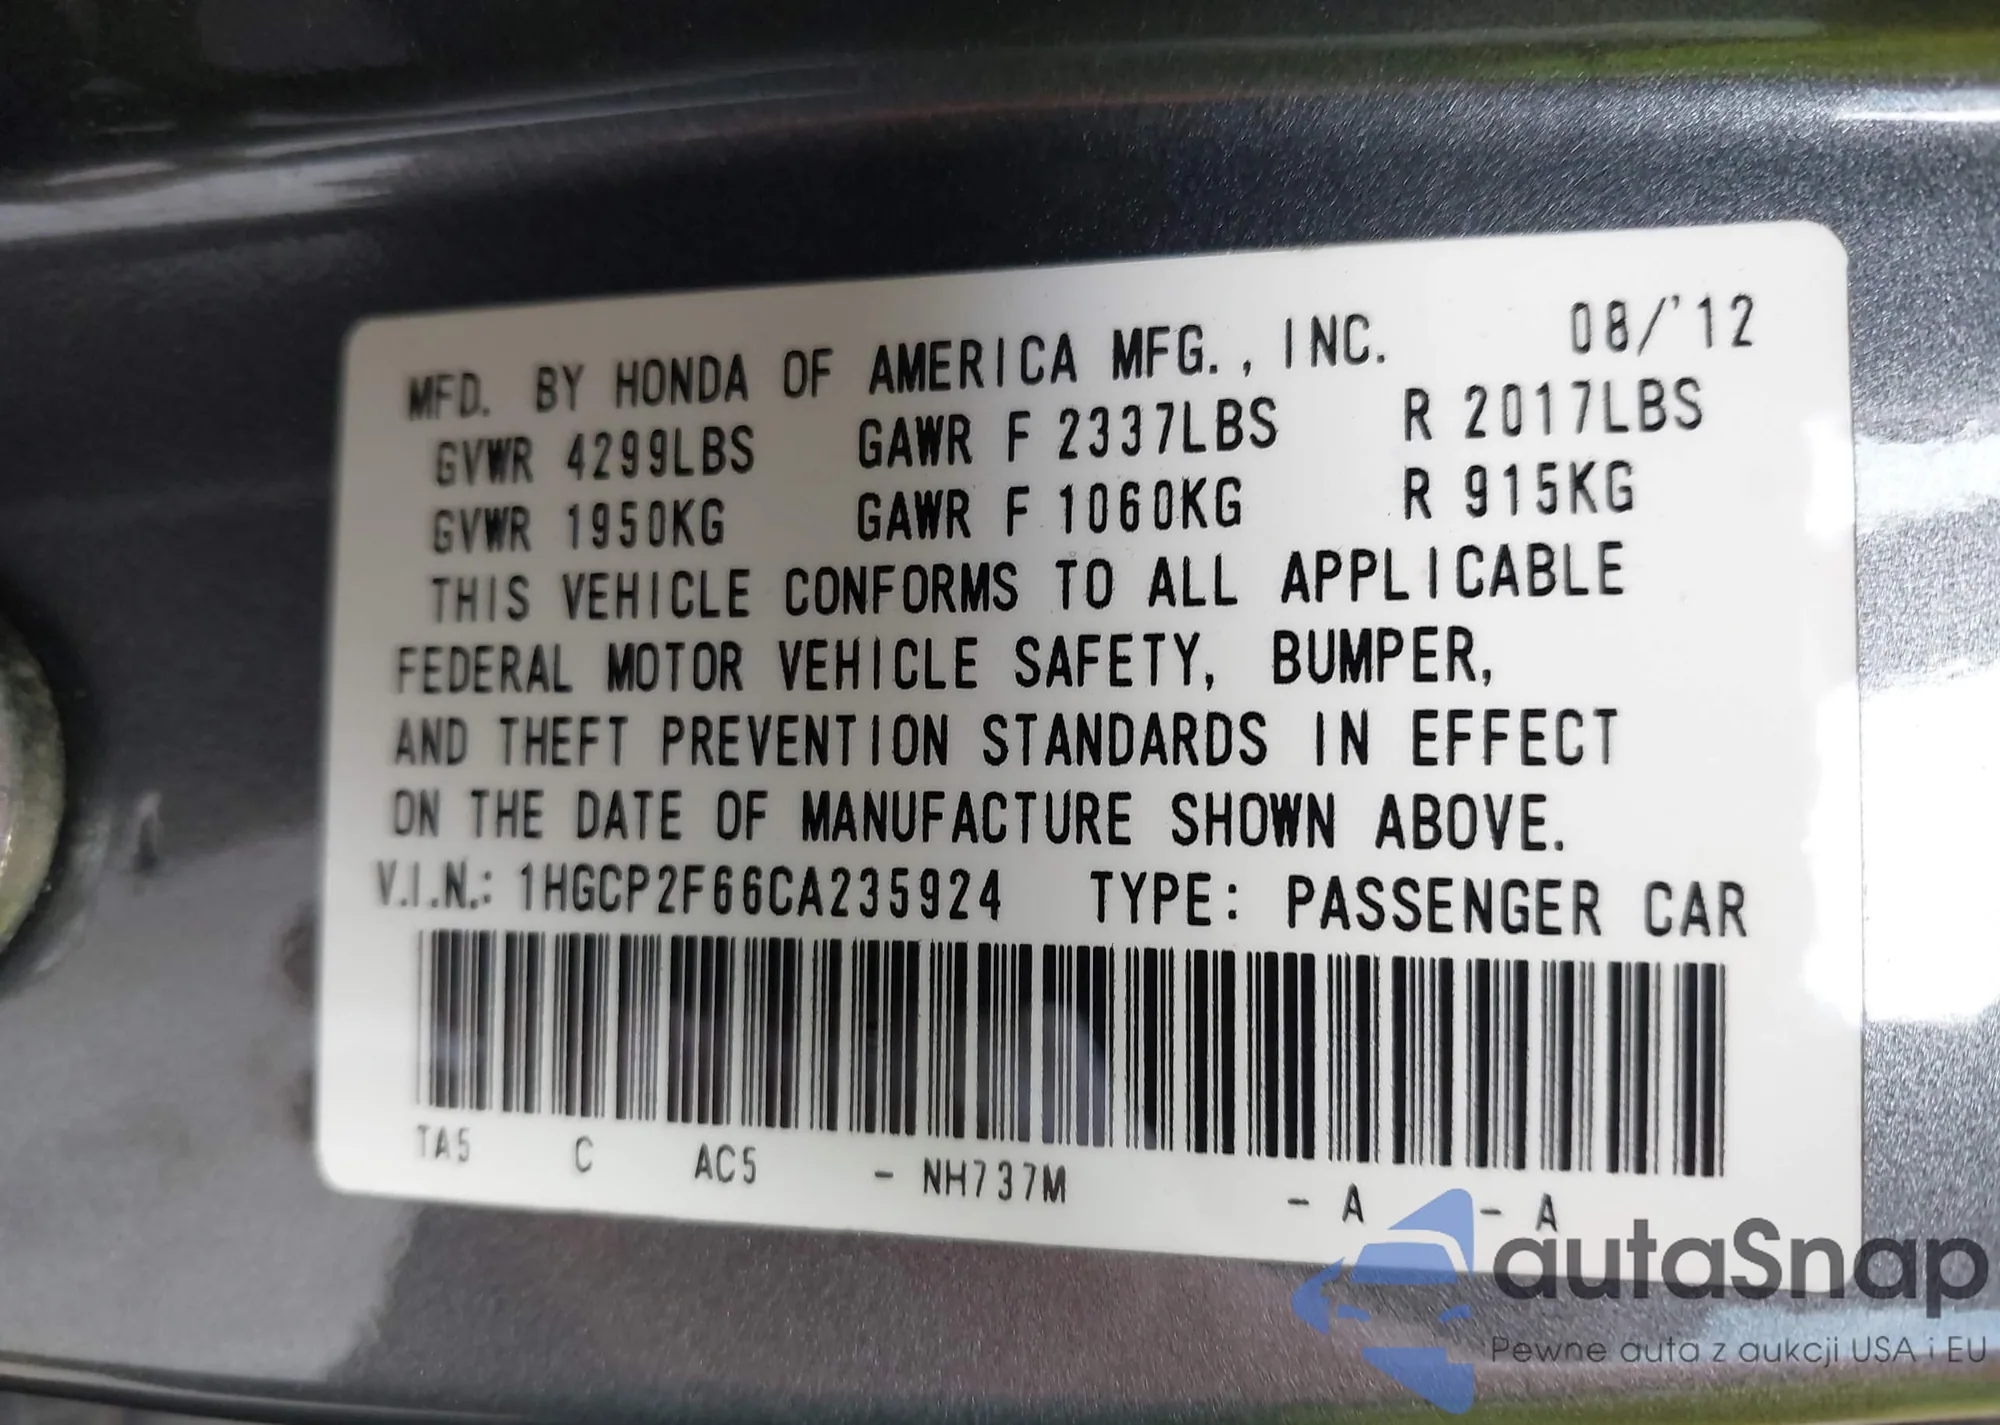 MFD. BY HONDA OF AMERICA MFG., INC. 08/'12
GVWR 4299LBS GAWR F 2337LBS R 2017LBS
GVWR 1950KG GAWR F 1060KG R 915KG
THIS VEHICLE CONFORMS TO ALL APPLICABLE
FEDERAL MOTOR VEHICLE SAFETY, BUMPER,
AND THEFT PREVENTION STANDARDS IN EFFECT
ON THE DATE OF MANUFACTURE SHOWN ABOVE.
V.I.N.: 1HGCP2F66CA235924 TYPE: PASSENGER CAR
TA5 C AC5 - NH737M - A - A
autaSnap
Pewne auta z aukcji USA i EU